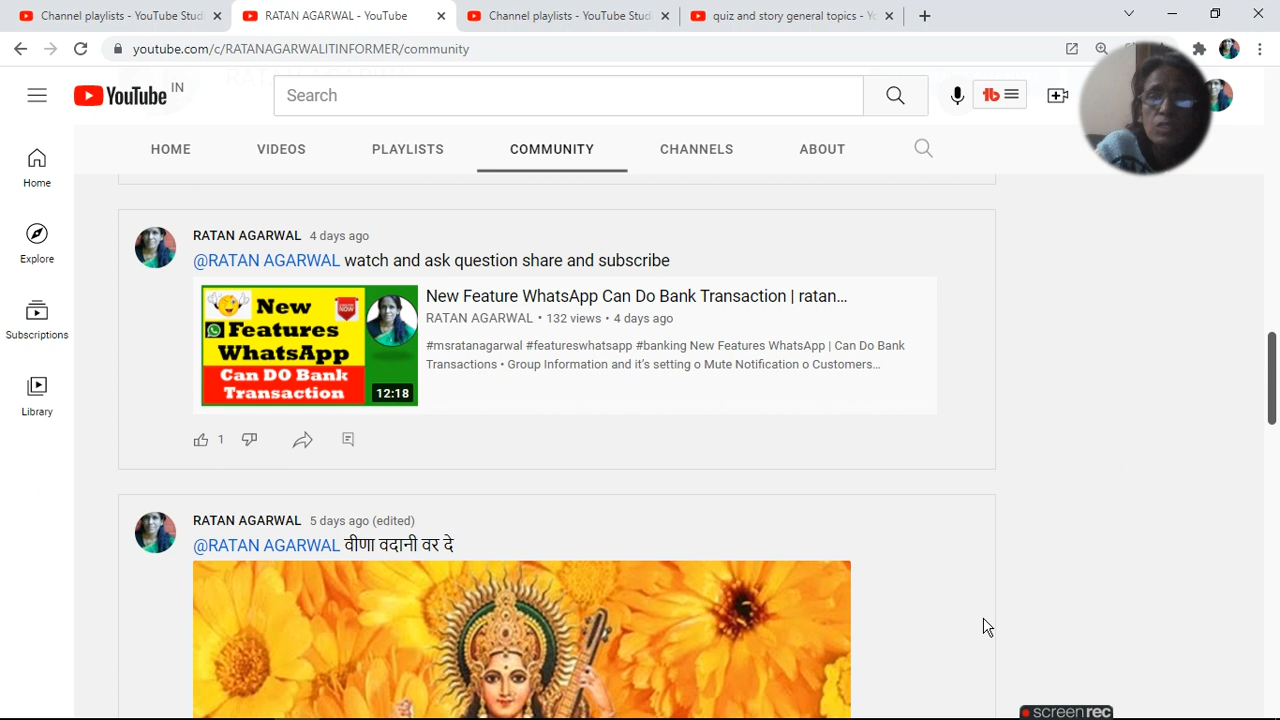 Channel playlists - YouTube Studi
RATAN AGARWAL - YouTube
Channel playlists - YouTube Studi
quiz and story general topics - Yo
youtube.com/c/RATANAGARWALITINFORMER/community
YouTube IN
Search
HOME
VIDEOS
PLAYLISTS
COMMUNITY
CHANNELS
ABOUT
Home
Explore
Subscriptions
Library
RATAN AGARWAL 4 days ago
@RATAN AGARWAL watch and ask question share and subscribe
New
Features
WhatsApp
Can DO Bank
Transaction
12:18
New Feature WhatsApp Can Do Bank Transaction | ratan...
RATAN AGARWAL • 132 views • 4 days ago
#msratanagarwal #featureswhatsapp #banking New Features WhatsApp | Can Do Bank
Transactions • Group Information and it's setting o Mute Notification o Customers...
1
RATAN AGARWAL 5 days ago (edited)
@RATAN AGARWAL वीणा वदानी वर दे
screenrec